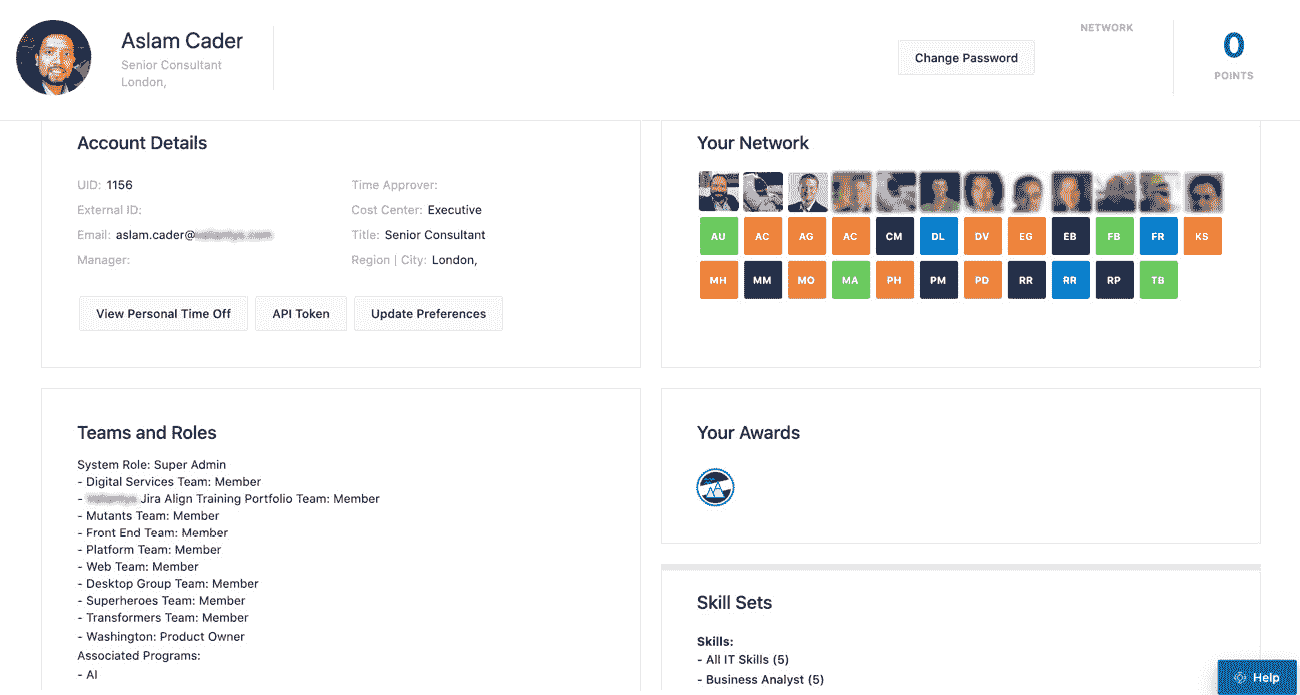 Aslam Cader
Senior Consultant
London,
Change Password
NETWORK
0
POINTS
Account Details
UID: 1156
External ID:
Email: aslam.cader@
Manager:
Time Approver:
Cost Center: Executive
Title: Senior Consultant
Region | City: London,
View Personal Time Off
API Token
Update Preferences
Your Network
AU AC AG AC CM DL DV EG EB FB FR KS
MH MM MO MA PH PM PD RR RR RP TB
Teams and Roles
System Role: Super Admin
- Digital Services Team: Member
- Jira Align Training Portfolio Team: Member
- Mutants Team: Member
- Front End Team: Member
- Platform Team: Member
- Web Team: Member
- Desktop Group Team: Member
- Superheroes Team: Member
- Transformers Team: Member
- Washington: Product Owner
Associated Programs:
- AI
Your Awards
Skill Sets
Skills:
- All IT Skills (5)
- Business Analyst (5)
Help